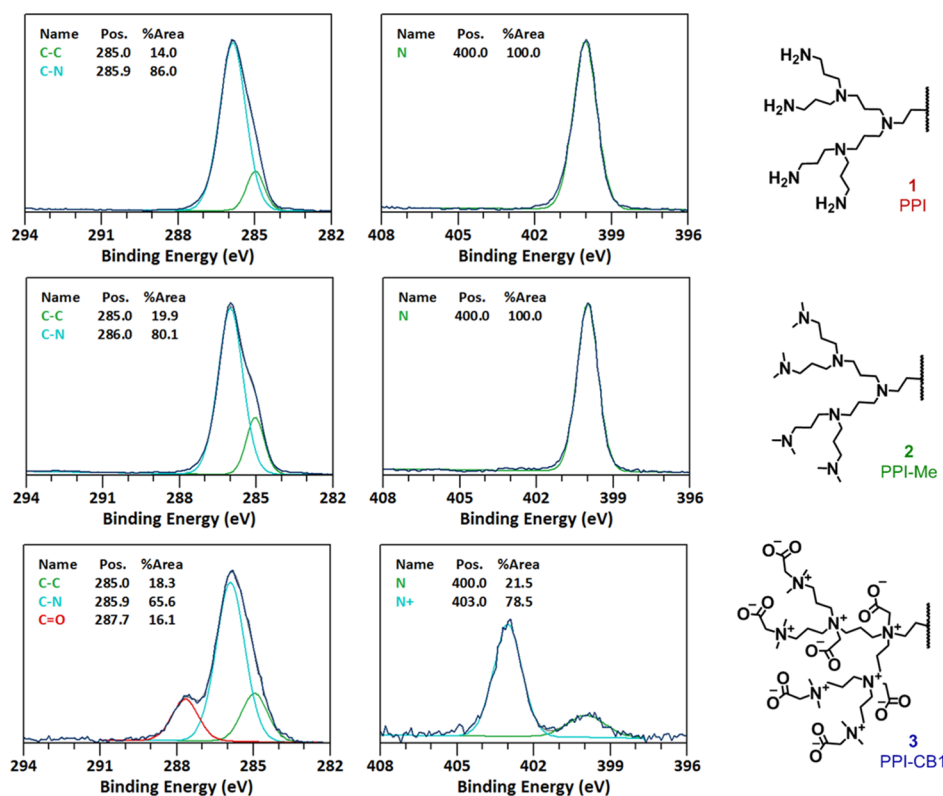 Name Pos. %Area
C-C 285.0 14.0
C-N 285.9 86.0
294 291 288 285 282
Binding Energy (eV)
Name Pos. %Area
N 400.0 100.0
408 405 402 399 396
Binding Energy (eV)
H2N
H2N
N
N
N
H2N
H2N
1
PPI
Name Pos. %Area
C-C 285.0 19.9
C-N 286.0 80.1
294 291 288 285 282
Binding Energy (eV)
Name Pos. %Area
N 400.0 100.0
408 405 402 399 396
Binding Energy (eV)
N
N
N
N
N
N
N
2
PPI-Me
Name Pos. %Area
C-C 285.0 18.3
C-N 285.9 65.6
C=O 287.7 16.1
294 291 288 285 282
Binding Energy (eV)
Name Pos. %Area
N 400.0 21.5
N+ 403.0 78.5
408 405 402 399 396
Binding Energy (eV)
O−
O
N+
O−
O
N+
N+
O−
O
O−
O
N+
O−
O
N+
N+
O−
O
O−
O
N+
3
PPI-CB1